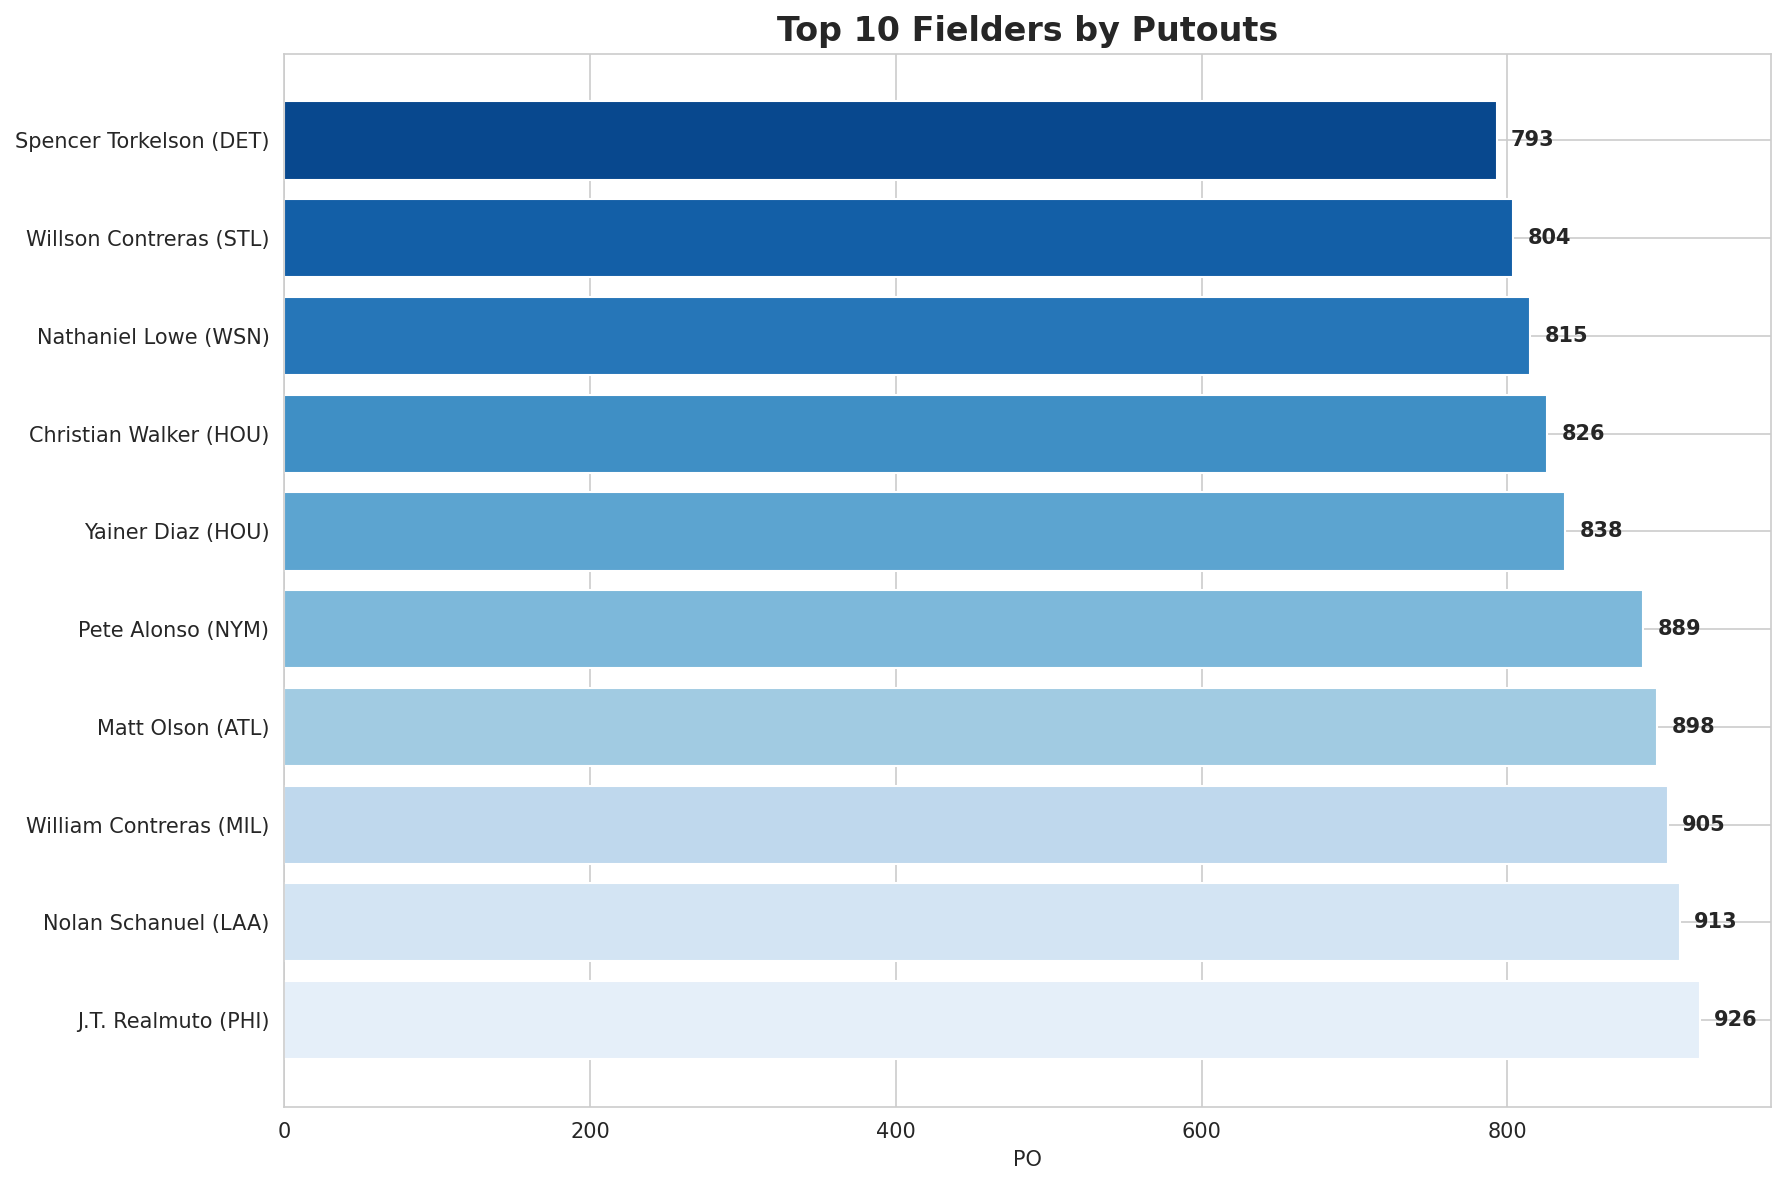 Top 10 Fielders by Putouts
Spencer Torkelson (DET) 793
Willson Contreras (STL) 804
Nathaniel Lowe (WSN) 815
Christian Walker (HOU) 826
Yainer Diaz (HOU) 838
Pete Alonso (NYM) 889
Matt Olson (ATL) 898
William Contreras (MIL) 905
Nolan Schanuel (LAA) 913
J.T. Realmuto (PHI) 926
0 200 400 600 800
PO